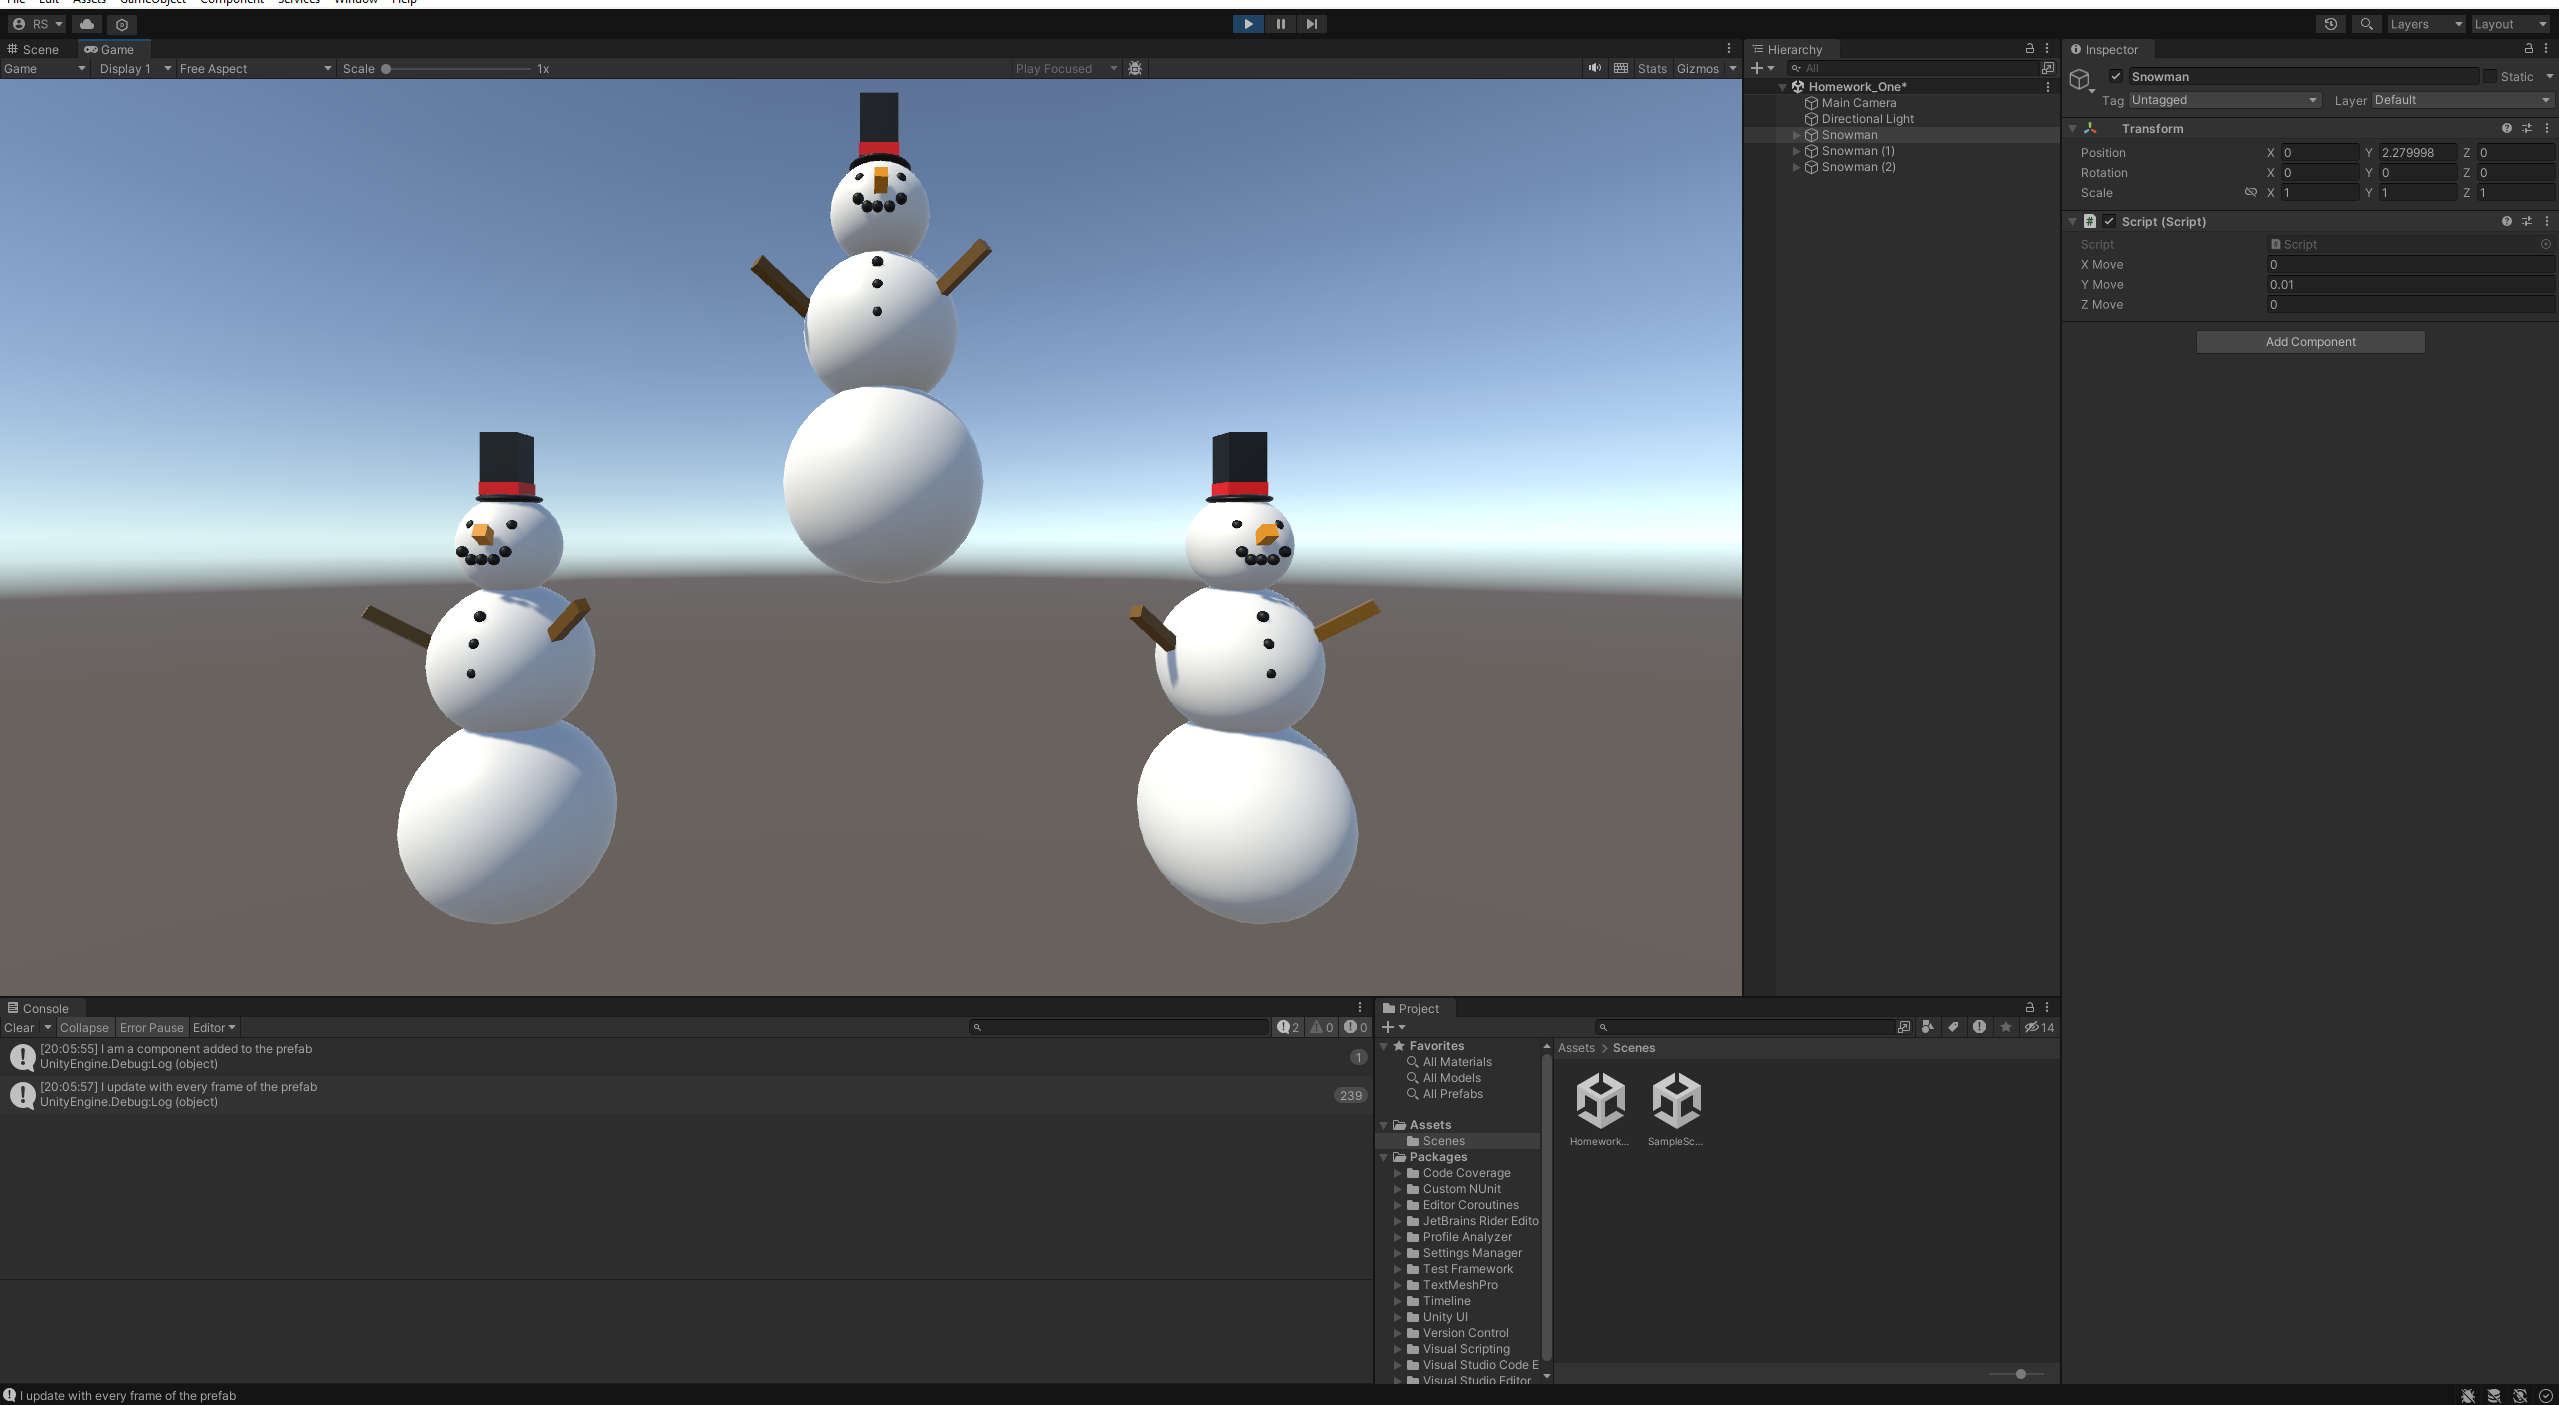 File Edit Assets GameObject Component Services Window Help
RS Layers Layout
Scene Game
Game Display 1 Free Aspect Scale 1x Play Focused Stats Gizmos
Hierarchy
All
Homework_One*
Main Camera
Directional Light
Snowman
Snowman (1)
Snowman (2)
Inspector
Snowman Static
Tag Untagged Layer Default
Transform
Position X 0 Y 2.279998 Z 0
Rotation X 0 Y 0 Z 0
Scale X 1 Y 1 Z 1
# Script (Script)
Script Script
X Move 0
Y Move 0.01
Z Move 0
Add Component
Console
Clear Collapse Error Pause Editor 2 0 0
[20:05:55] I am a component added to the prefab
UnityEngine.Debug:Log (object)
1
[20:05:57] I update with every frame of the prefab
UnityEngine.Debug:Log (object)
239
Project
14
Favorites
All Materials
All Models
All Prefabs
Assets
Scenes
Packages
Code Coverage
Custom NUnit
Editor Coroutines
JetBrains Rider Edito
Profile Analyzer
Settings Manager
Test Framework
TextMeshPro
Timeline
Unity UI
Version Control
Visual Scripting
Visual Studio Code E
Visual Studio Editor
Assets > Scenes
Homework... SampleSc...
I update with every frame of the prefab